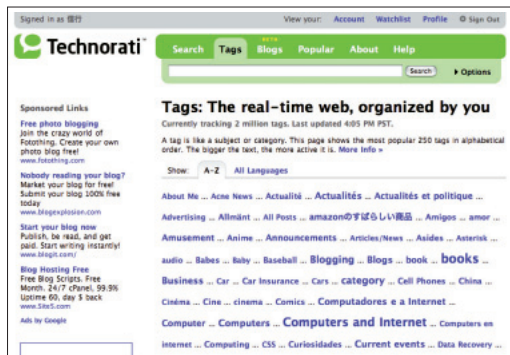 Signed in as 信行
View your: Account Watchlist Profile Sign Out
Technorati™
Search Tags BETA Blogs Popular About Help
Search Options
Sponsored Links
Free photo blogging
Join the crazy world of
Fotothing. Create your own
photo blog free!
www.fotothing.com
Nobody reading your blog?
Market your blog for free!
Submit your blog 100% free
today
www.blogexplosion.com
Start your blog now
Publish, be read, and get
paid. Start writing instantly!
www.blogit.com/
Blog Hosting Free
Free Blog Scripts. Free
Month. 24/7 cPanel, 99.9%
Uptime 60, day $ back
www.Site5.com
Ads by Google
Tags: The real-time web, organized by you
Currently tracking 2 million tags. Last updated 4:05 PM PST.
A tag is like a subject or category. This page shows the most popular 250 tags in alphabetical
order. The bigger the text, the more active it is. More Info »
Show: A-Z All Languages
About Me ... Acne News ... Actualité ... Actualités ... Actualités et politique ...
Advertising ... Allmänt ... All Posts ... amazonのすばらしい商品 ... Amigos ... amor ...
Amusement ... Anime ... Announcements ... Articles/News ... Asides ... Asterisk ...
audio ... Babes ... Baby ... Baseball ... Blogging ... Blogs ... book ... books ...
Business ... Car ... Car Insurance ... Cars ... category ... Cell Phones ... China ...
Cinéma ... Cine ... cinema ... Comics ... Computadores e a Internet ...
Computer ... Computers ... Computers and Internet ... Computers en
internet ... Computing ... CSS ... Curiosidades ... Current events ... Data Recovery ...